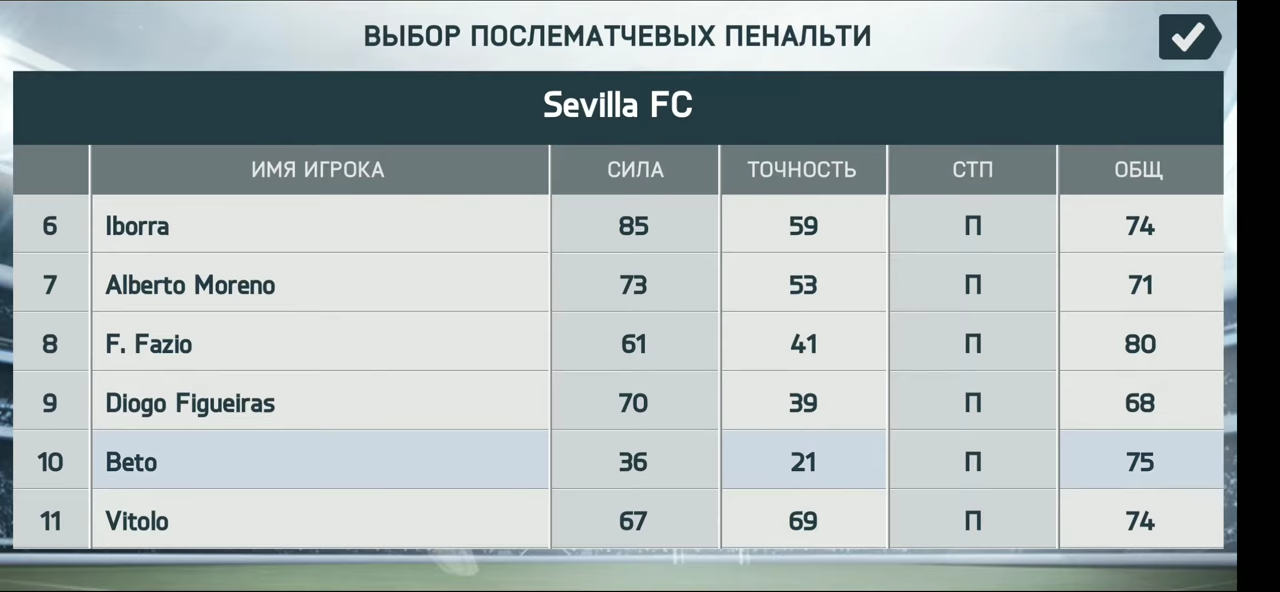 ВЫБОР ПОСЛЕМАТЧЕВЫХ ПЕНАЛЬТИ
Sevilla FC
ИМЯ ИГРОКА СИЛА ТОЧНОСТЬ СТП ОБЩ
6 Iborra 85 59 П 74
7 Alberto Moreno 73 53 П 71
8 F. Fazio 61 41 П 80
9 Diogo Figueiras 70 39 П 68
10 Beto 36 21 П 75
11 Vitolo 67 69 П 74